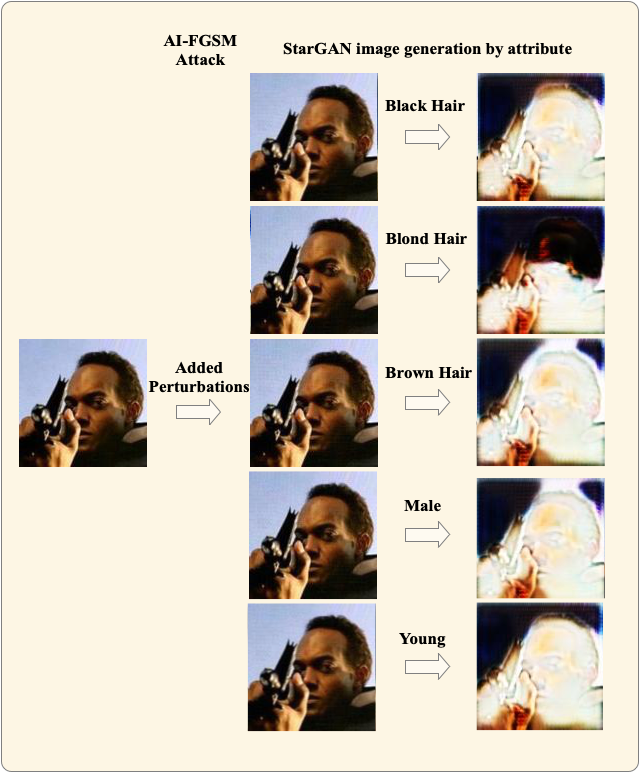 AI-FGSM
Attack
StarGAN image generation by attribute
Black Hair
Blond Hair
Added
Perturbations
Brown Hair
Male
Young